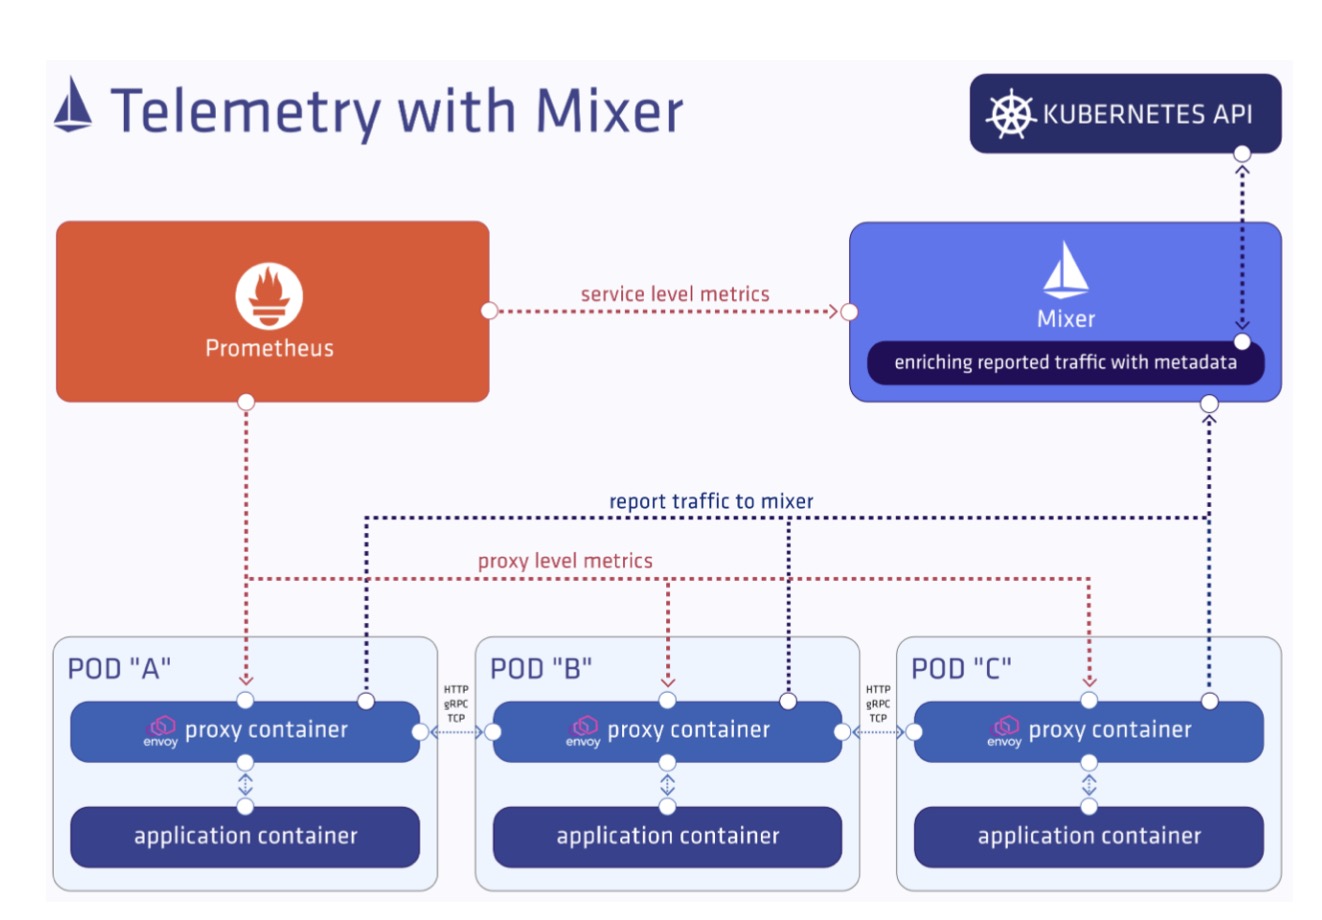 Telemetry with Mixer
KUBERNETES API
Prometheus
service level metrics
Mixer
enriching reported traffic with metadata
report traffic to mixer
proxy level metrics
POD "A"
envoy proxy container
application container
HTTP
gRPC
TCP
POD "B"
envoy proxy container
application container
HTTP
gRPC
TCP
POD "C"
envoy proxy container
application container